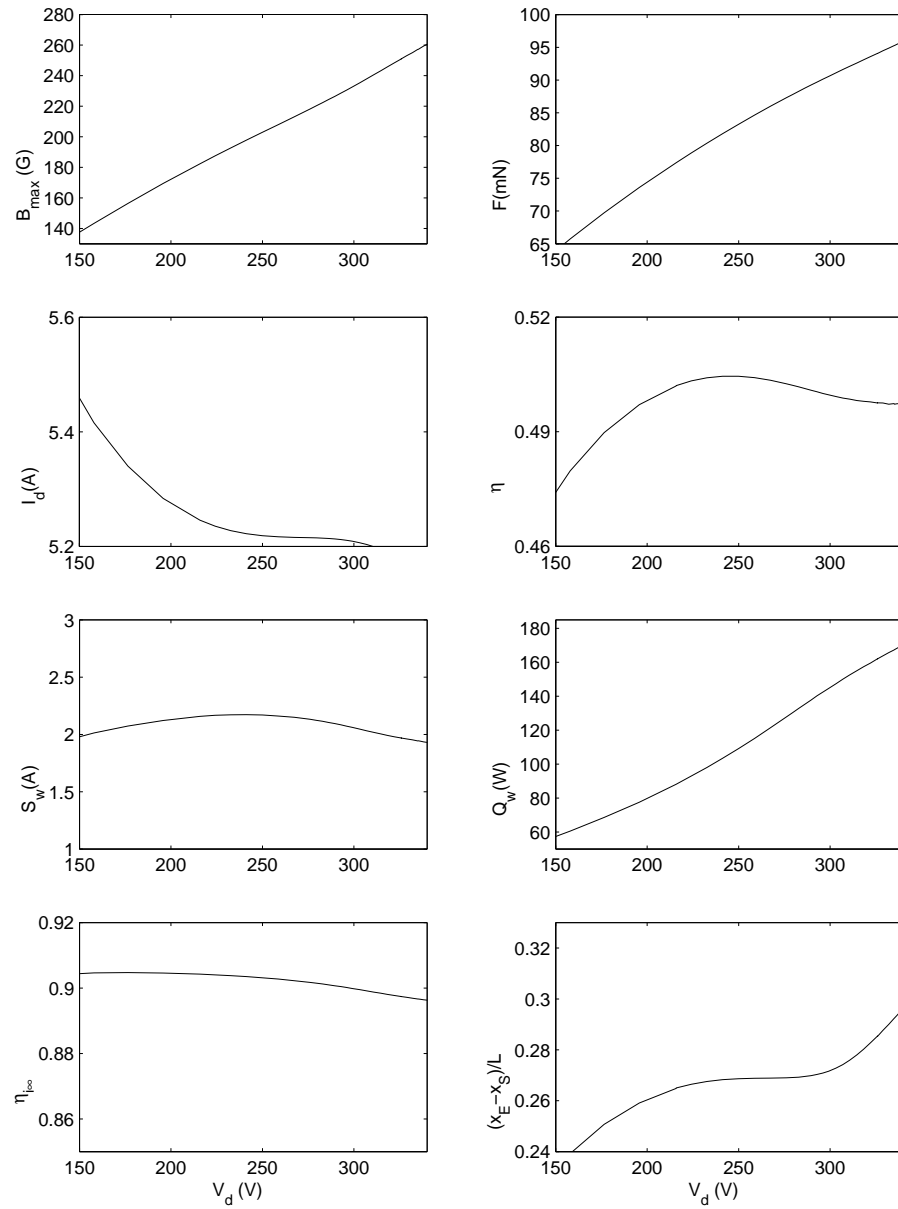 280
260
240
220
200
180
160
140
B_max (G)
150 200 250 300
100
95
90
85
80
75
70
65
F(mN)
150 200 250 300
5.6
5.4
5.2
I_d(A)
150 200 250 300
0.52
0.49
0.46
η
150 200 250 300
3
2.5
2
1.5
1
S_w(A)
150 200 250 300
180
160
140
120
100
80
60
Q_w(W)
150 200 250 300
0.92
0.9
0.88
0.86
η_i∞
150 200 250 300
V_d (V)
0.32
0.3
0.28
0.26
0.24
(x_E−x_S)/L
150 200 250 300
V_d (V)